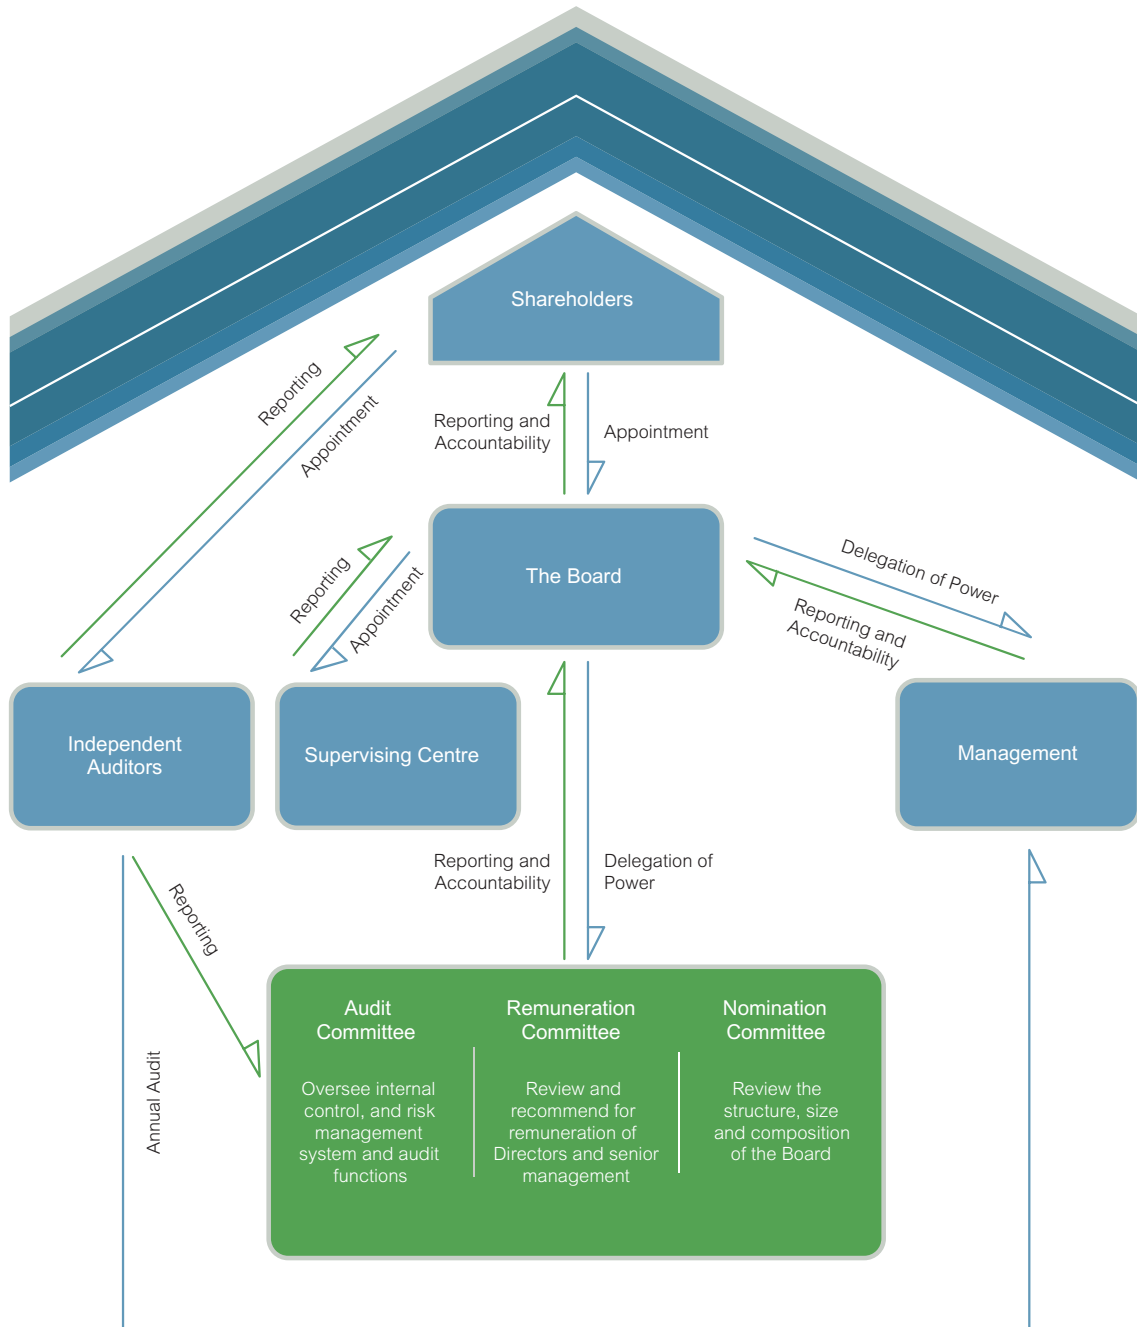 Shareholders
Reporting
Appointment
Reporting and
Accountability
Appointment
The Board
Reporting
Appointment
Delegation of Power
Reporting and
Accountability
Independent
Auditors
Supervising Centre
Management
Reporting and
Accountability
Delegation of
Power
Reporting
Annual Audit
Audit
Committee
Oversee internal
control, and risk
management
system and audit
functions
Remuneration
Committee
Review and
recommend for
remuneration of
Directors and senior
management
Nomination
Committee
Review the
structure, size
and composition
of the Board